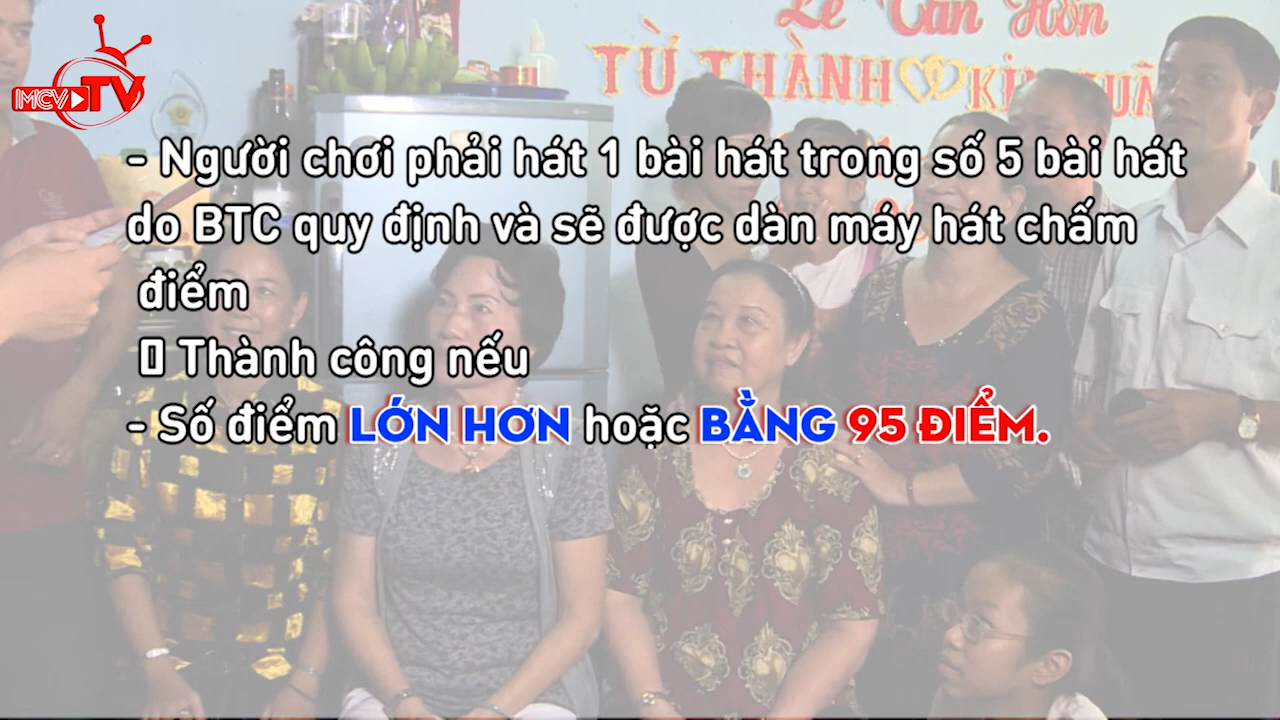 IMCV TV
Lễ Tân Hôn
TỪ THÀNH
- Người chơi phải hát 1 bài hát trong số 5 bài hát
do BTC quy định và sẽ được dàn máy hát chấm
điểm
Thành công nếu
- Số điểm LỚN HƠN hoặc BẰNG 95 ĐIỂM.